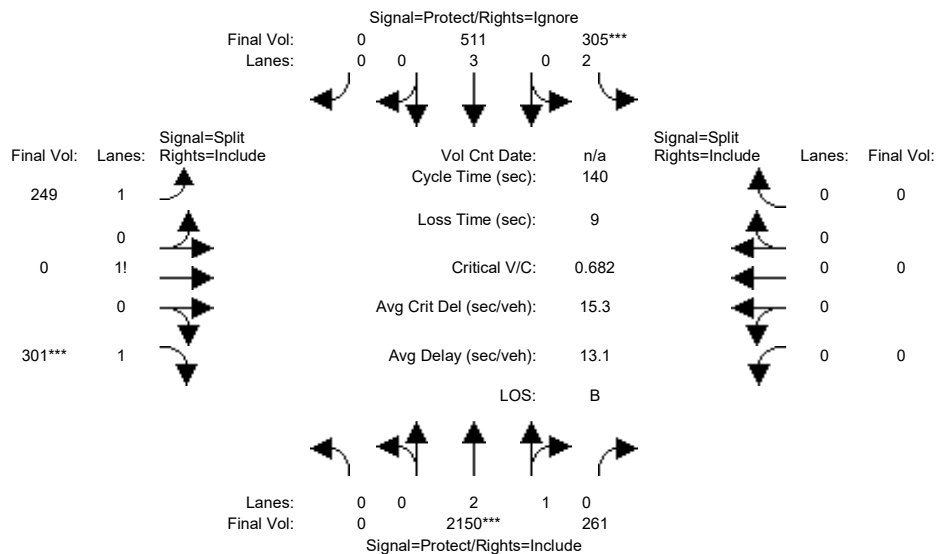 Signal=Protect/Rights=Ignore
Final Vol: 0 511 305***
Lanes: 0 0 3 0 2
Signal=Split
Final Vol: Lanes: Rights=Include
Vol Cnt Date: n/a
Signal=Split
Rights=Include Lanes: Final Vol:
Cycle Time (sec): 140
249 1
0 0
Loss Time (sec): 9
0
0
0 1!
Critical V/C: 0.682
0 0
0
Avg Crit Del (sec/veh): 15.3
0
301*** 1
Avg Delay (sec/veh): 13.1
0 0
LOS: B
Lanes: 0 0 2 1 0
Final Vol: 0 2150*** 261
Signal=Protect/Rights=Include